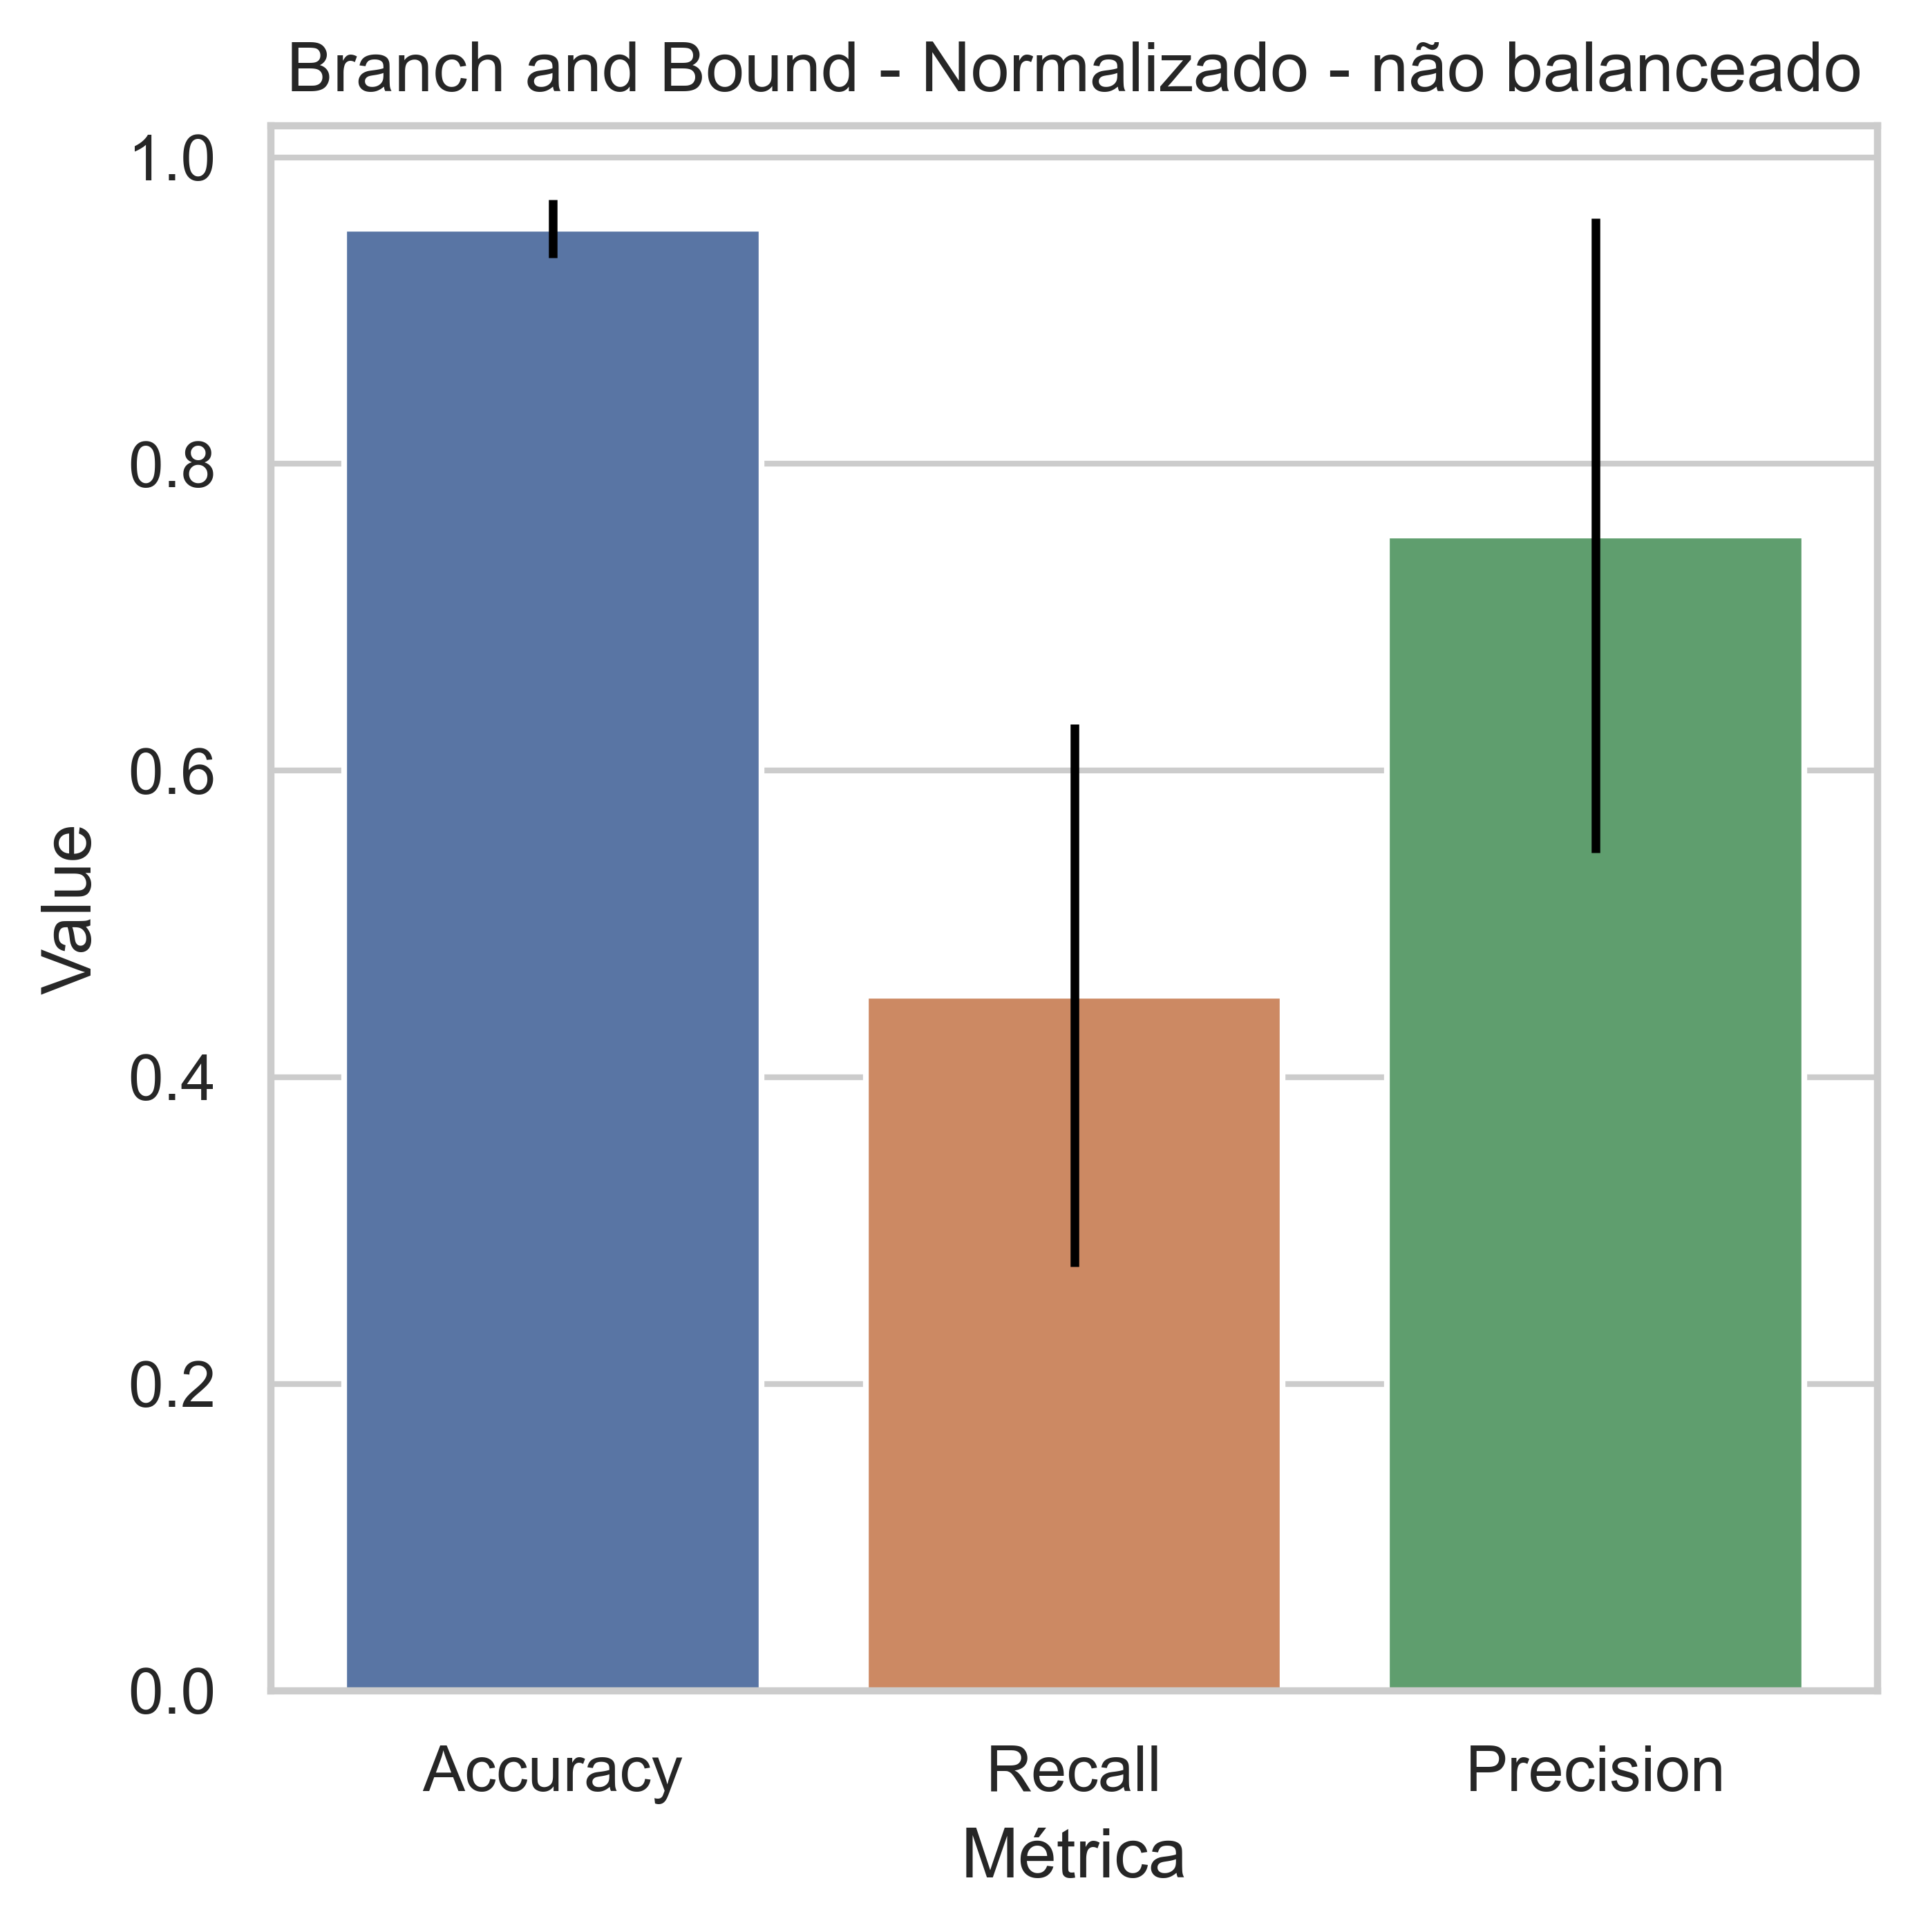 Branch and Bound - Normalizado - não balanceado
1.0
0.8
0.6
0.4
0.2
0.0
Value
Accuracy Recall Precision
Métrica